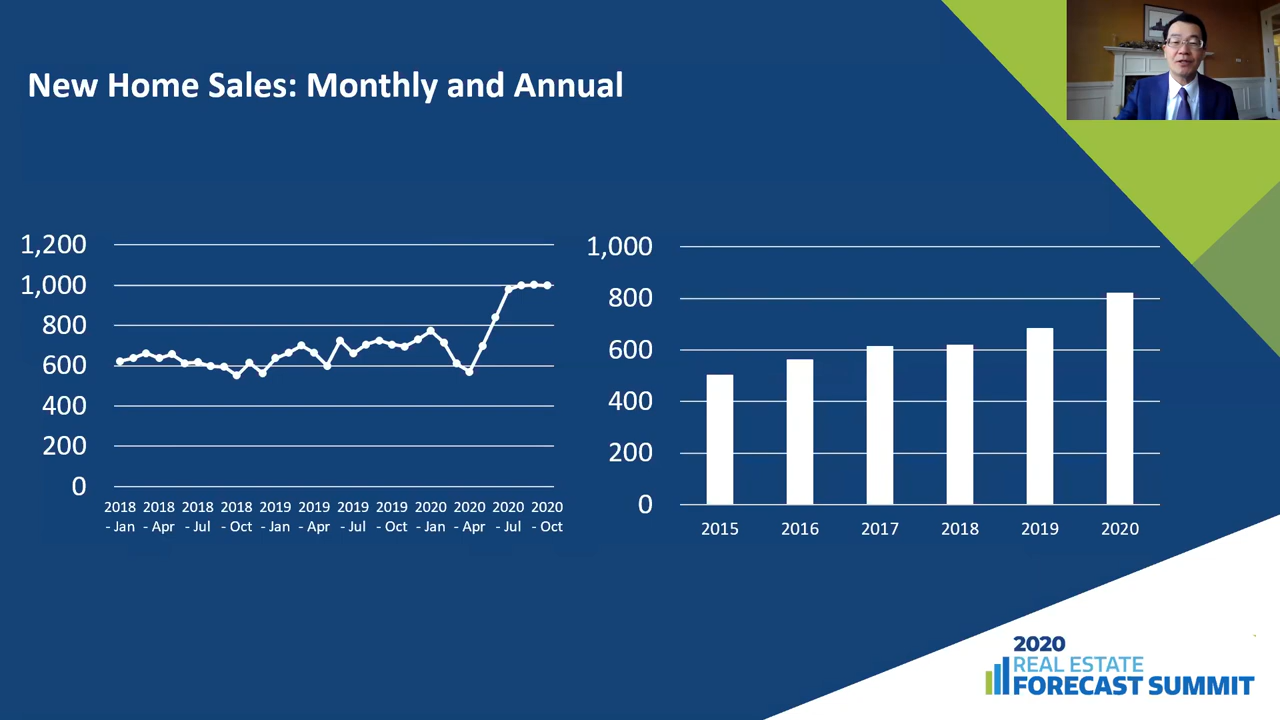 New Home Sales: Monthly and Annual
1,200
1,000
800
600
400
200
0
2018 2018 2018 2018 2019 2019 2019 2019 2020 2020 2020 2020
- Jan - Apr - Jul - Oct - Jan - Apr - Jul - Oct - Jan - Apr - Jul - Oct
1,000
800
600
400
200
0
2015 2016 2017 2018 2019 2020
2020
REAL ESTATE
FORECAST SUMMIT